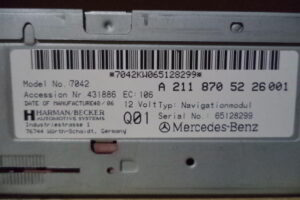 *7042KW065128299*
Model No.:7042
A 211 870 52 26 001
Accession Nr 431886 EC:106
DATE OF MANUFACTURE40/06
12 Volt Typ: Navigationmodul
HARMAN/BECKER
AUTOMOTIVE SYSTEMS
Q01
Serial No.: 65128299
Industriestrasse 1
76744 Wörth-Schaidt, Germany
Mercedes-Benz